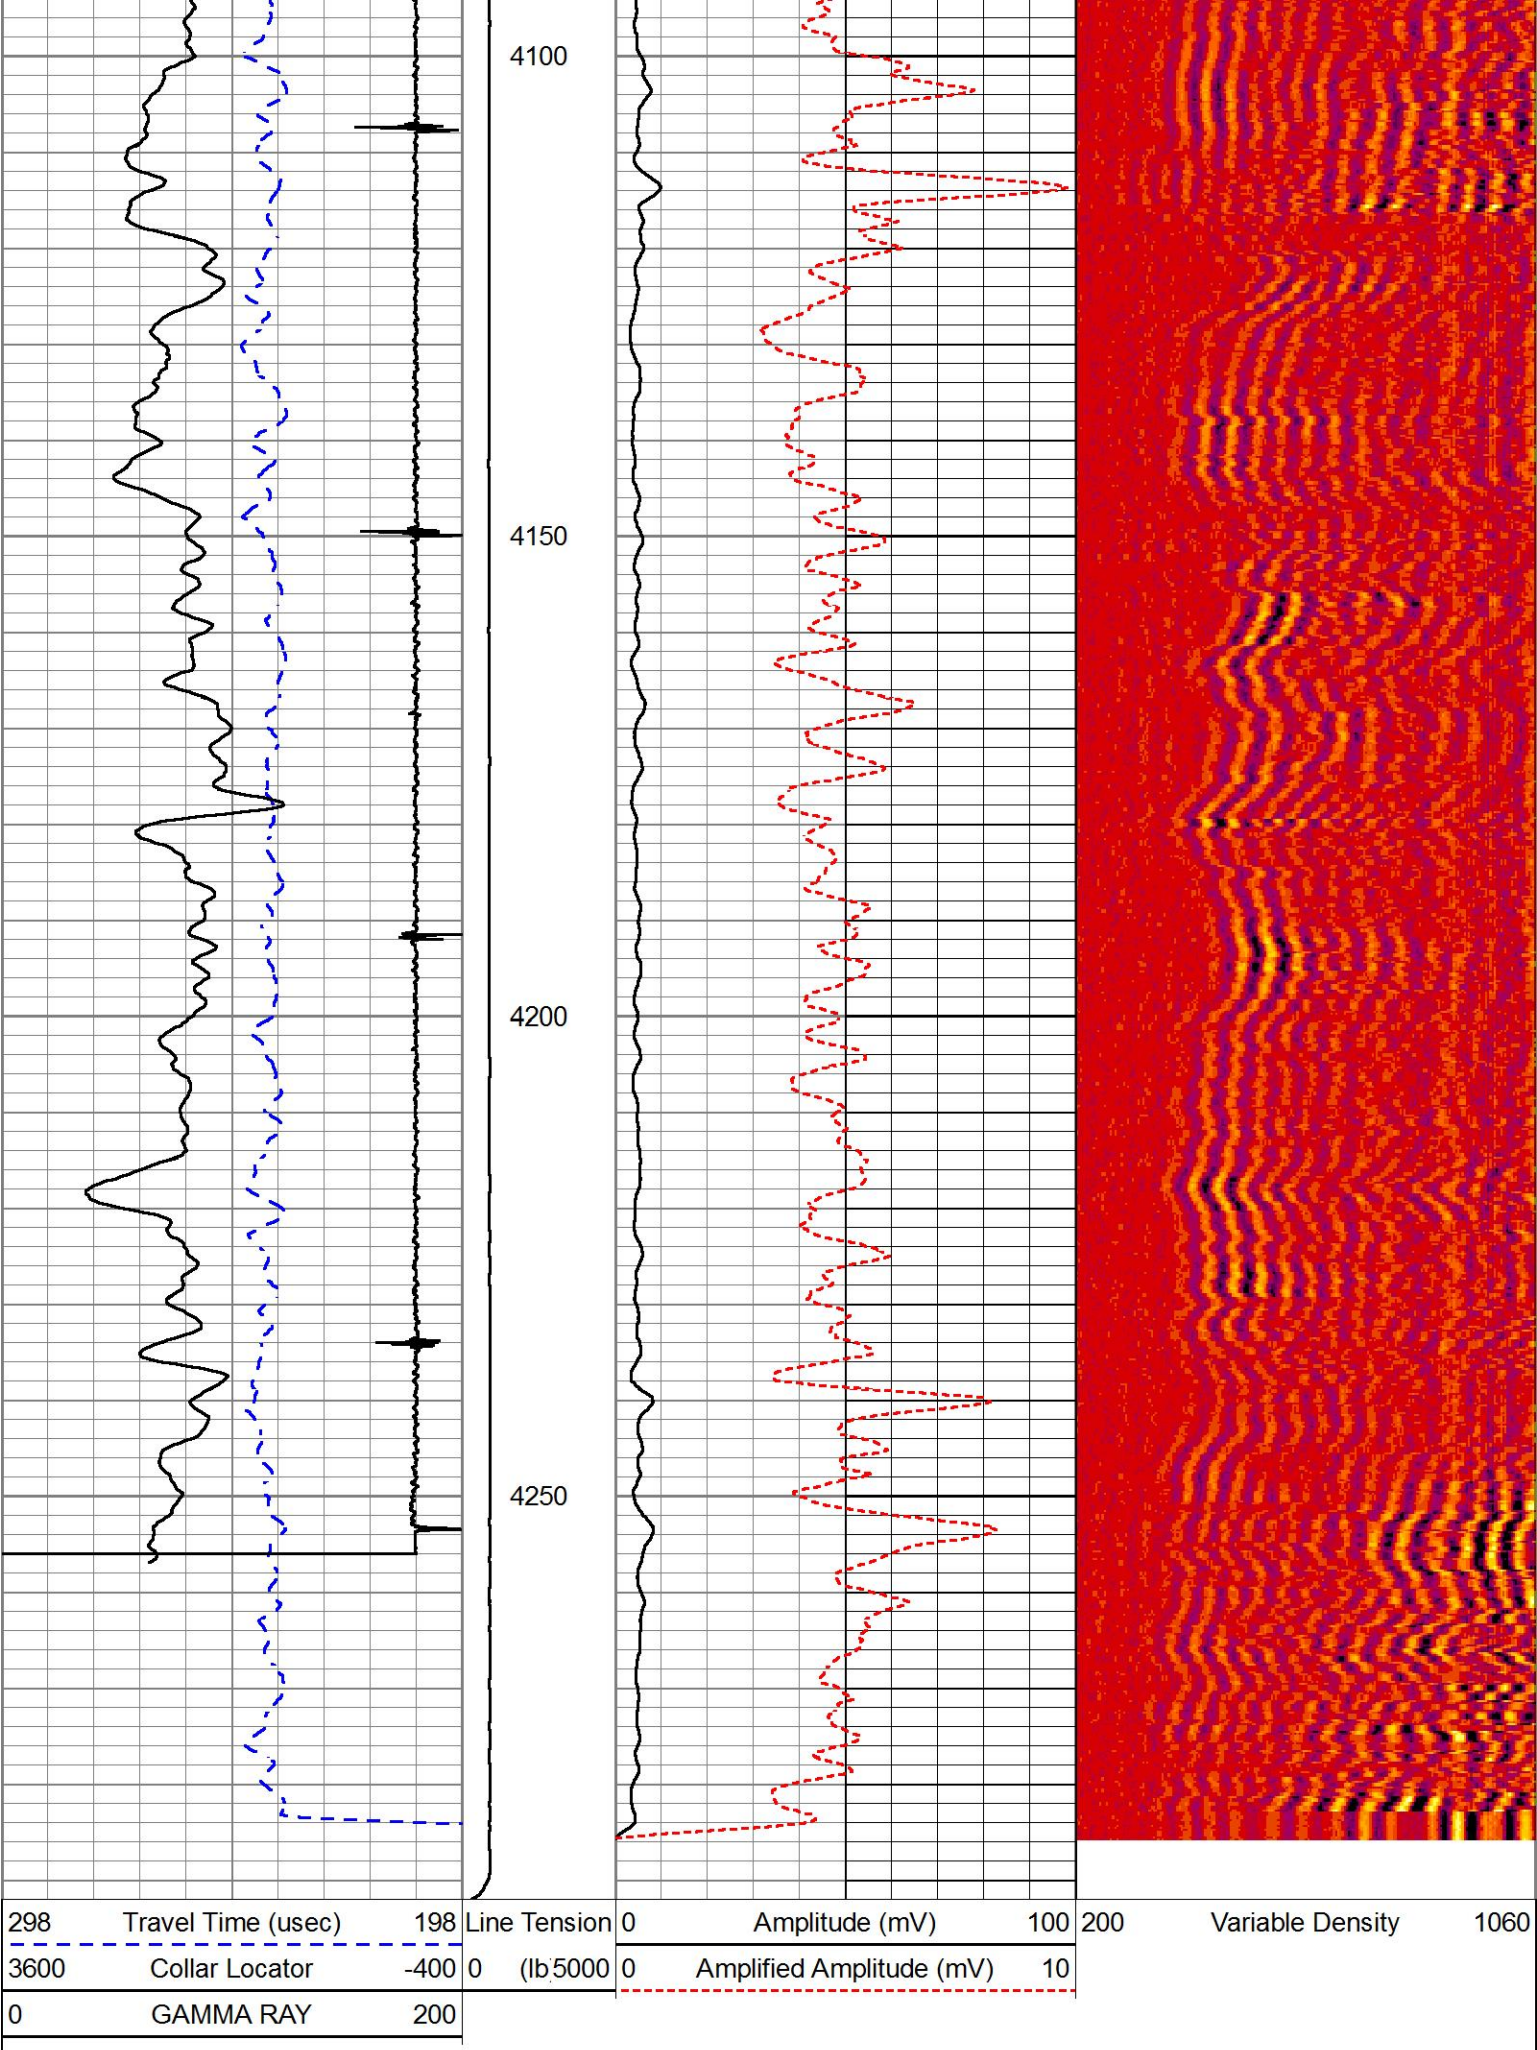 4100
4150
4200
4250
298 Travel Time (usec) 198 Line Tension 0 Amplitude (mV) 100 200 Variable Density 1060
3600 Collar Locator -400 0 (lb 5000 0 Amplified Amplitude (mV) 10
0 GAMMA RAY 200